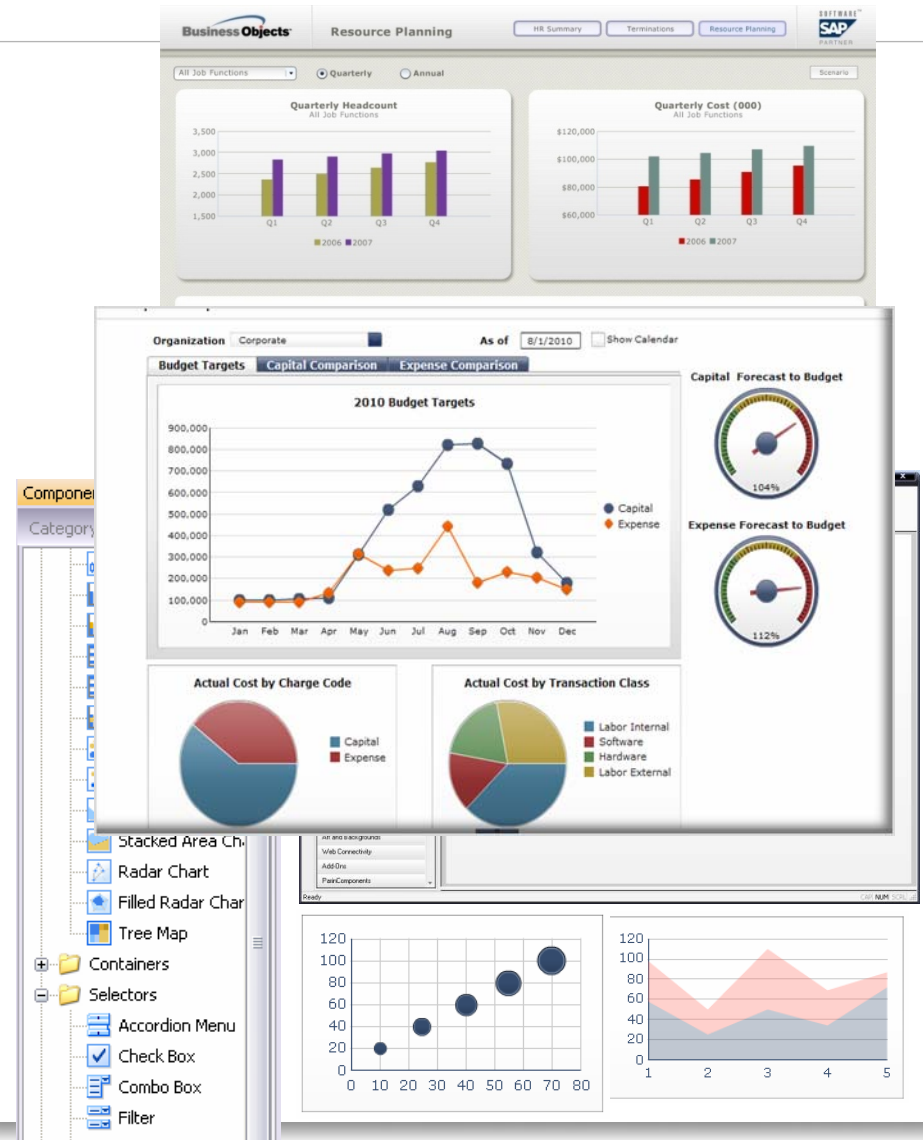 Business Objects
Resource Planning
HR Summary
Terminations
Resource Planning
SOFTWARE
SAP
PARTNER
All Job Functions
Quarterly
Annual
Scenario
Quarterly Headcount
All Job Functions
3,500
3,000
2,500
2,000
1,500
Q1 Q2 Q3 Q4
2006 2007
Quarterly Cost (000)
All Job Functions
$120,000
$100,000
$80,000
$60,000
Q1 Q2 Q3 Q4
2006 2007
Organization Corporate
As of 8/1/2010 Show Calendar
Budget Targets Capital Comparison Expense Comparison
2010 Budget Targets
900,000
800,000
700,000
600,000
500,000
400,000
300,000
200,000
100,000
0
Jan Feb Mar Apr May Jun Jul Aug Sep Oct Nov Dec
Capital
Expense
Capital Forecast to Budget
104%
Expense Forecast to Budget
112%
Actual Cost by Charge Code
Capital
Expense
Actual Cost by Transaction Class
Labor Internal
Software
Hardware
Labor External
Compone
Category
Stacked Area Ch
Radar Chart
Filled Radar Char
Tree Map
Containers
Selectors
Accordion Menu
Check Box
Combo Box
Filter
Art and Backgrounds
Web Connectivity
Add-Ons
Ready
CAP NUM SCRL
120
100
80
60
40
20
0
0 10 20 30 40 50 60 70 80
120
100
80
60
40
20
0
1 2 3 4 5